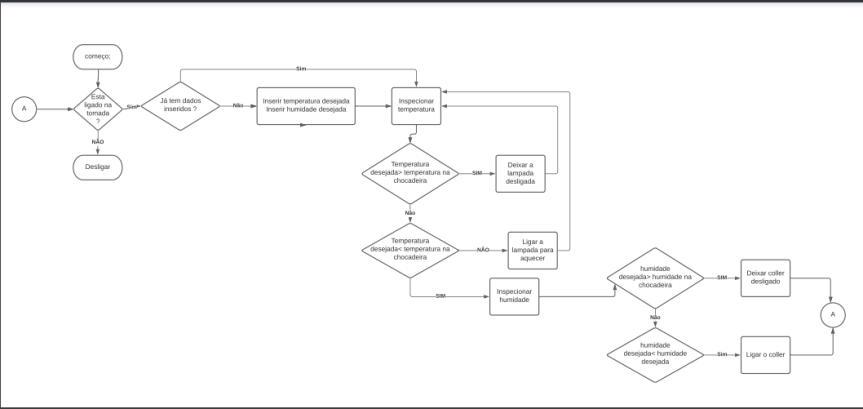 começo;
A
Esta
ligado na
tomada
?
Sim
Já tem dados
inseridos ?
Sim
Não
NÃO
Desligar
Inserir temperatura desejada
Inserir humidade desejada
Inspecionar
temperatura
Temperatura
desejada> temperatura na
chocadeira
SIM
Deixar a
lampada
desligada
Não
Temperatura
desejada< temperatura na
chocadeira
NÃO
Ligar a
lampada para
aquecer
SIM
Inspecionar
humidade
humidade
desejada> humidade na
chocadeira
SIM
Deixar coller
desligado
A
Não
humidade
desejada< humidade
desejada
Sim
Ligar o coller